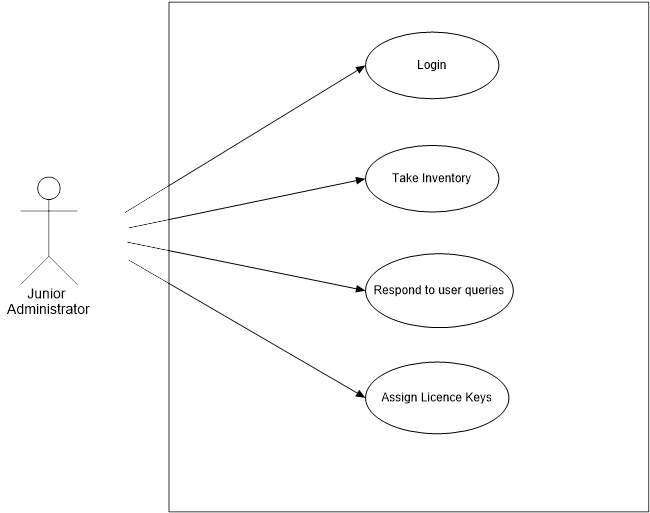 Login
Take Inventory
Junior
Administrator
Respond to user queries
Assign Licence Keys